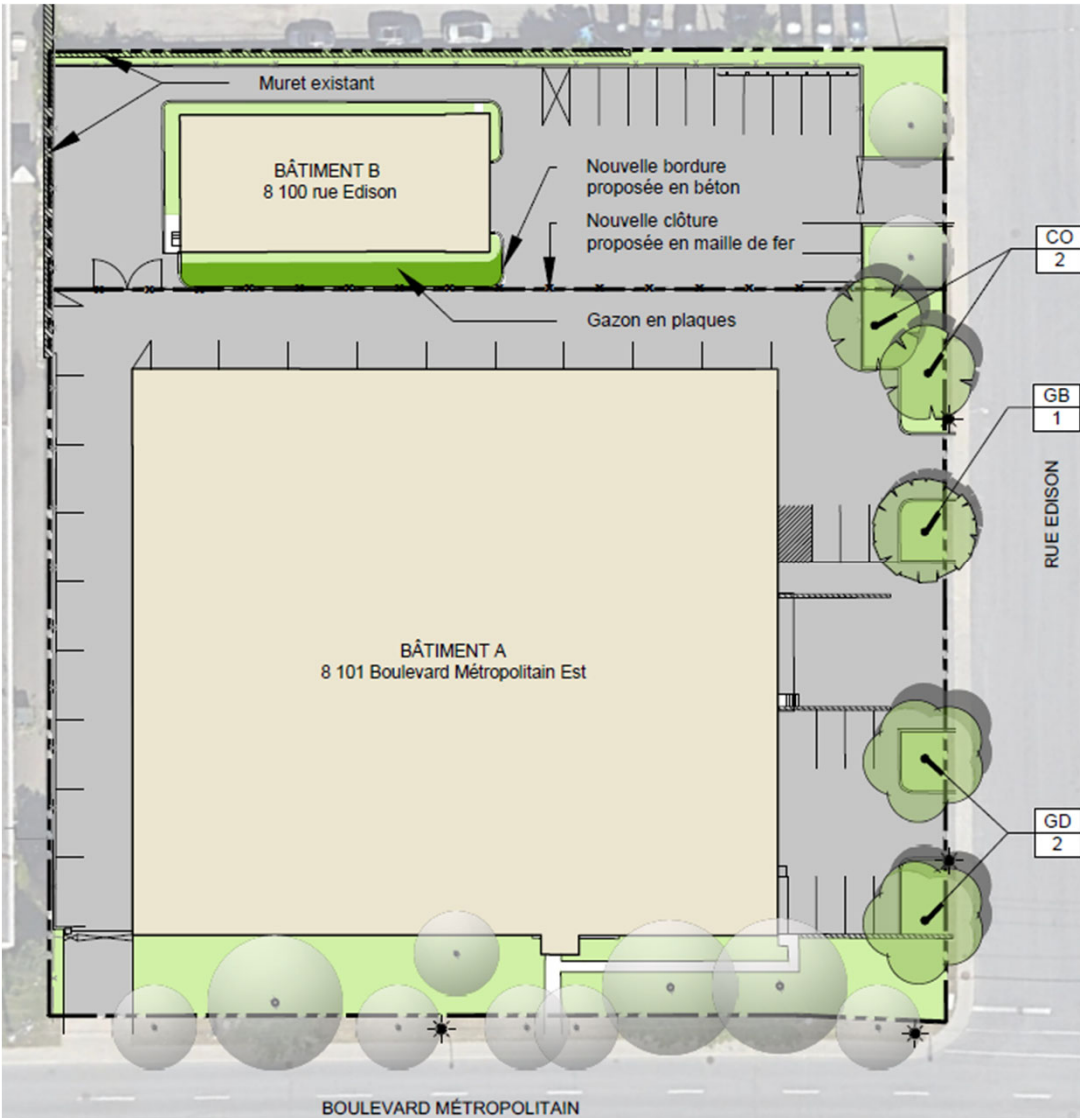 Muret existant
BÂTIMENT B
8 100 rue Edison
Nouvelle bordure
proposée en béton
Nouvelle clôture
proposée en maille de fer
CO
2
Gazon en plaques
GB
1
RUE EDISON
BÂTIMENT A
8 101 Boulevard Métropolitain Est
GD
2
BOULEVARD MÉTROPOLITAIN